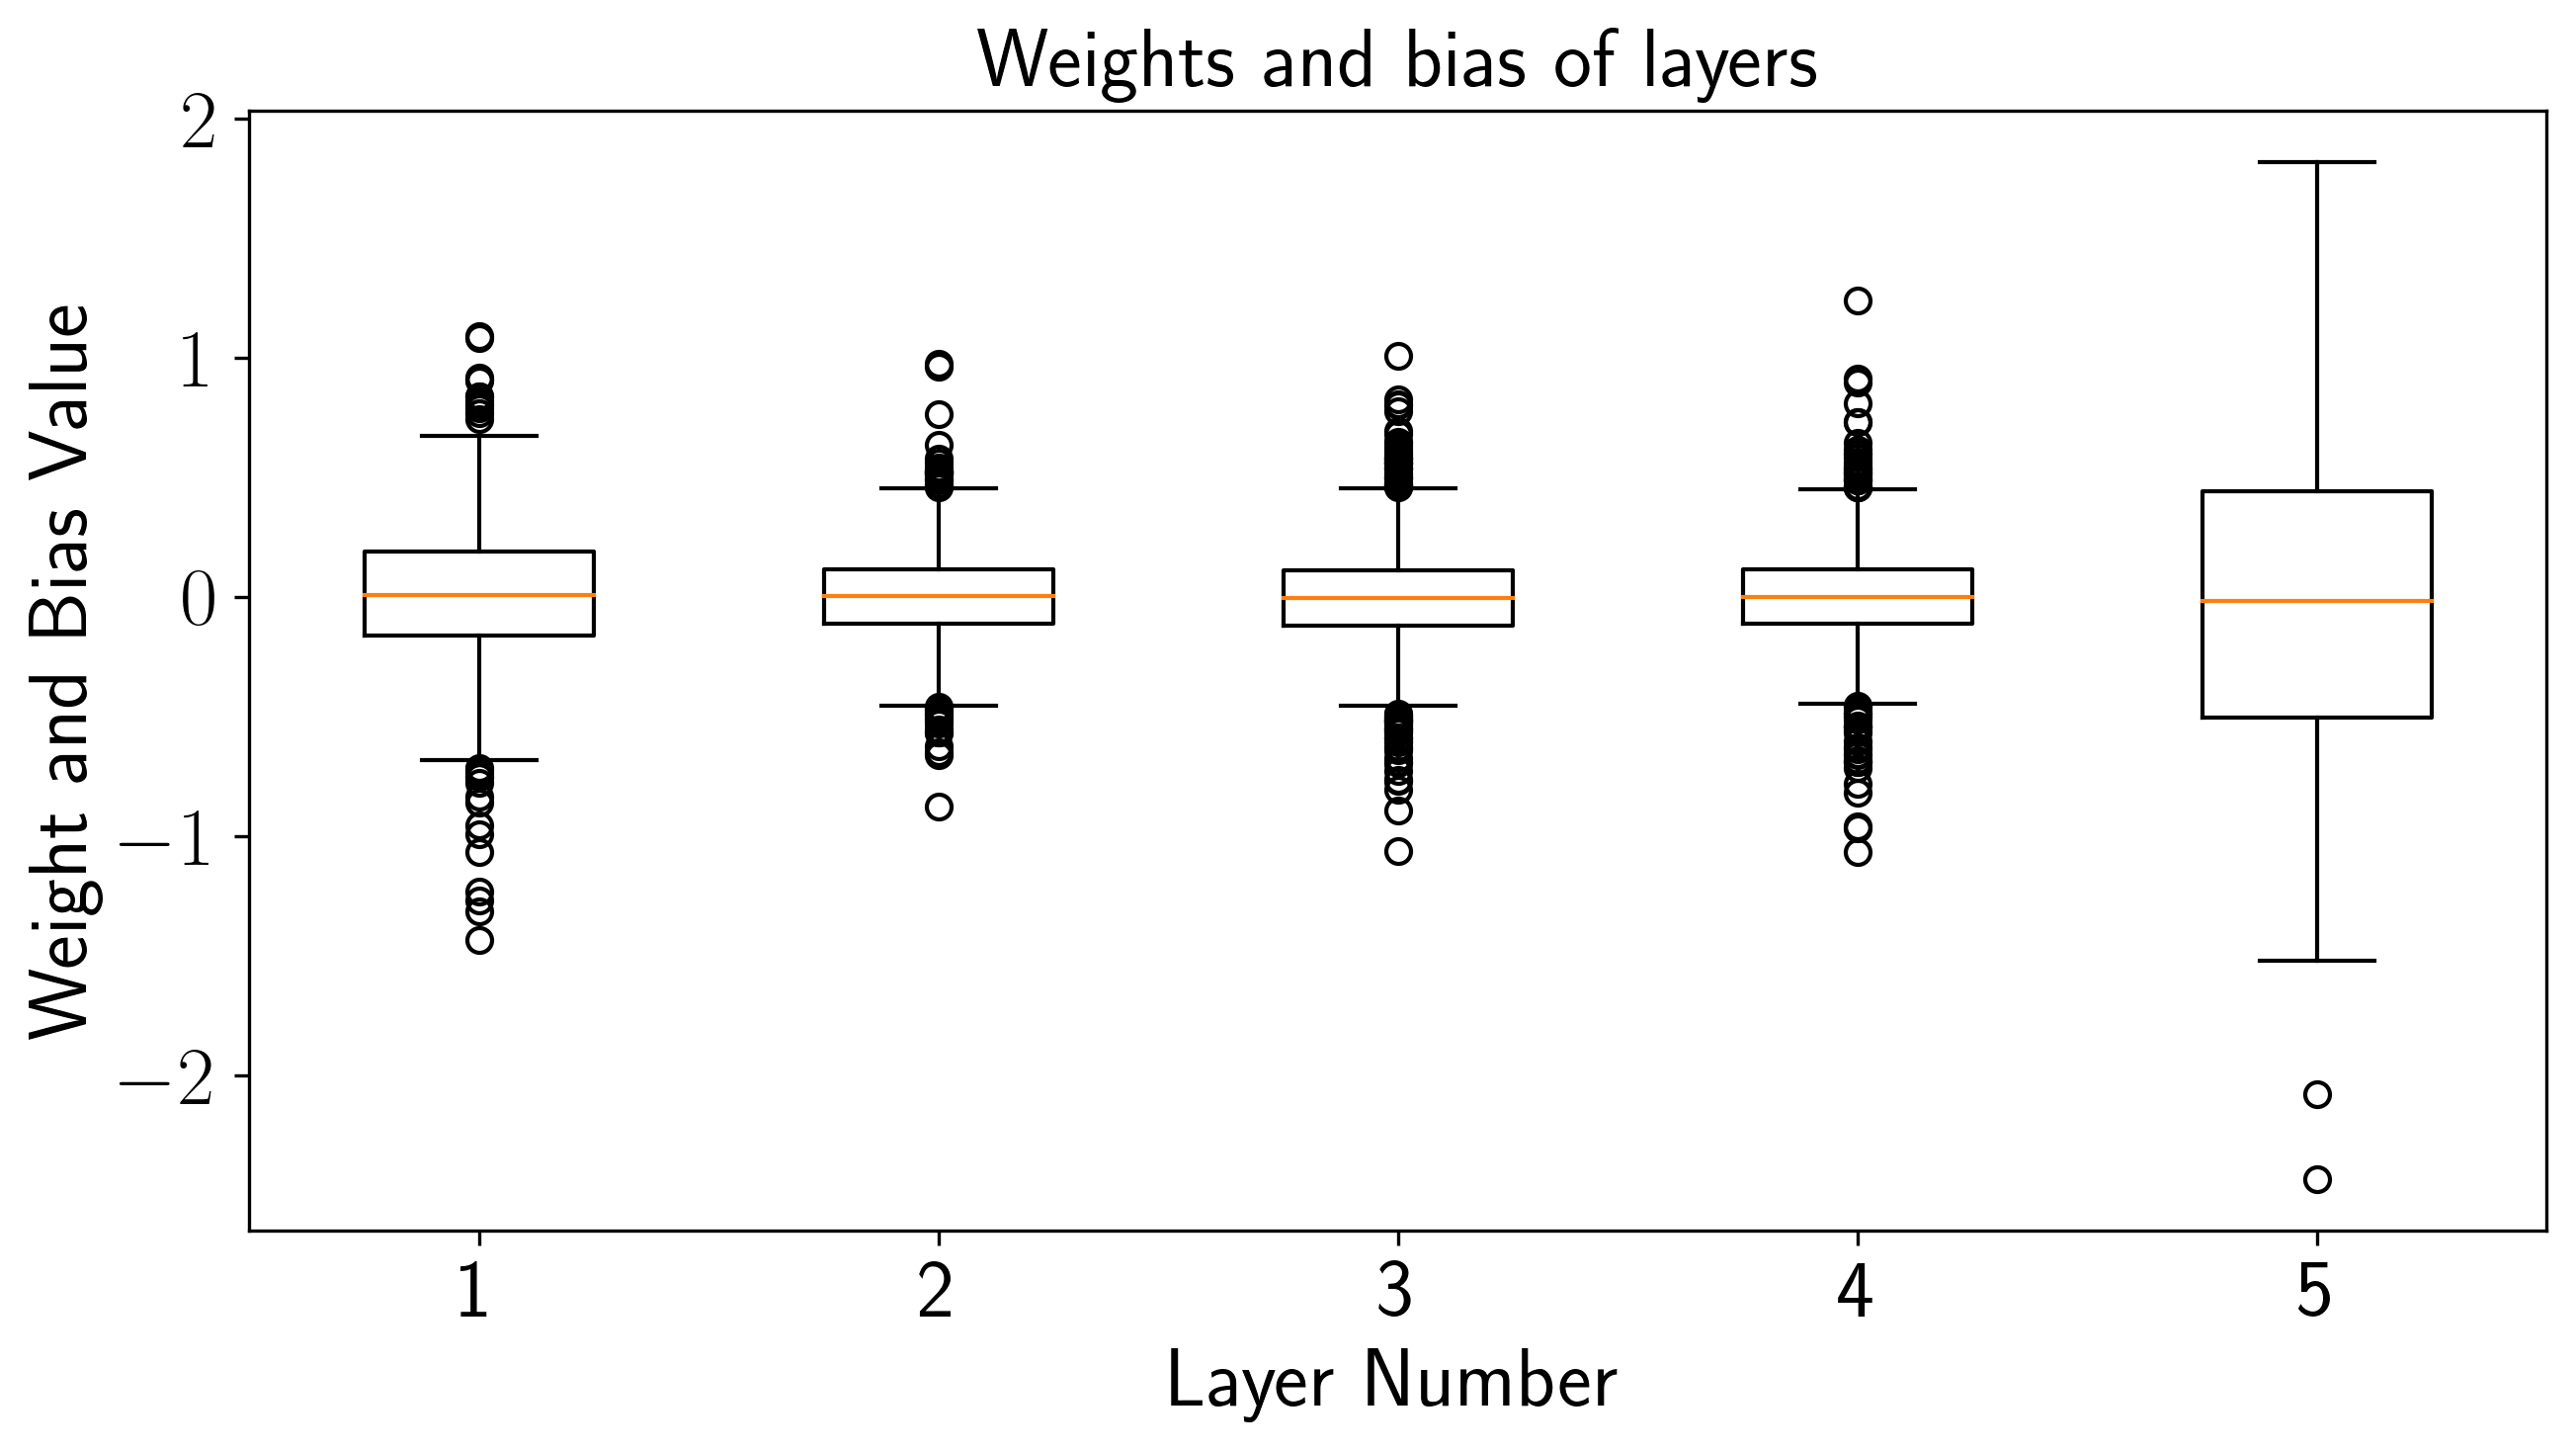 Weights and bias of layers
Weight and Bias Value
2
1
0
−1
−2
1 2 3 4 5
Layer Number